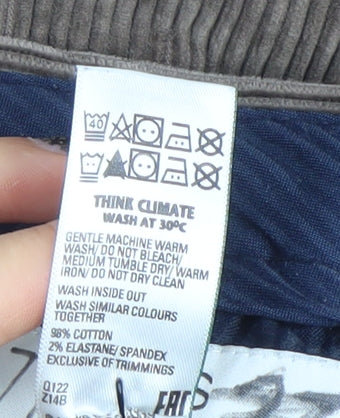 40
THINK CLIMATE
WASH AT 30ºC
GENTLE MACHINE WARM
WASH/ DO NOT BLEACH/
MEDIUM TUMBLE DRY/ WARM
IRON/ DO NOT DRY CLEAN
WASH INSIDE OUT
WASH SIMILAR COLOURS
TOGETHER
98% COTTON
2% ELASTANE/ SPANDEX
EXCLUSIVE OF TRIMMINGS
Q122
Z14B
EAC